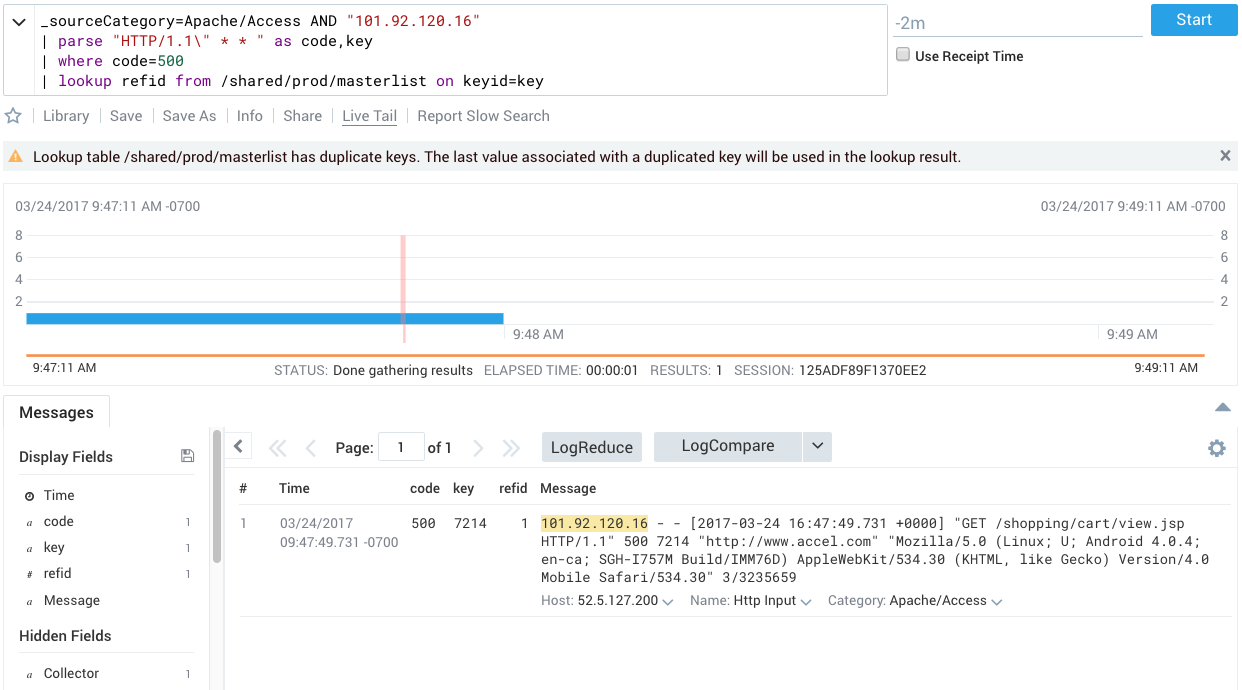 _sourceCategory=Apache/Access AND "101.92.120.16"
| parse "HTTP/1.1\" * * " as code,key
| where code=500
| lookup refid from /shared/prod/masterlist on keyid=key
-2m
Start
Use Receipt Time
Library Save Save As Info Share Live Tail Report Slow Search
Lookup table /shared/prod/masterlist has duplicate keys. The last value associated with a duplicated key will be used in the lookup result.
03/24/2017 9:47:11 AM -0700 03/24/2017 9:49:11 AM -0700
8 8
6 6
4 4
2 2
9:48 AM 9:49 AM
9:47:11 AM STATUS: Done gathering results ELAPSED TIME: 00:00:01 RESULTS: 1 SESSION: 125ADF89F1370EE2 9:49:11 AM
Messages
Display Fields
Time
a code 1
a key 1
# refid 1
a Message
Hidden Fields
a Collector 1
Page: 1 of 1 LogReduce LogCompare
# Time code key refid Message
1 03/24/2017 500 7214 1 101.92.120.16 - - [2017-03-24 16:47:49.731 +0000] "GET /shopping/cart/view.jsp
09:47:49.731 -0700 HTTP/1.1" 500 7214 "http://www.accel.com" "Mozilla/5.0 (Linux; U; Android 4.0.4;
en-ca; SGH-I757M Build/IMM76D) AppleWebKit/534.30 (KHTML, like Gecko) Version/4.0
Mobile Safari/534.30" 3/3235659
Host: 52.5.127.200 Name: Http Input Category: Apache/Access